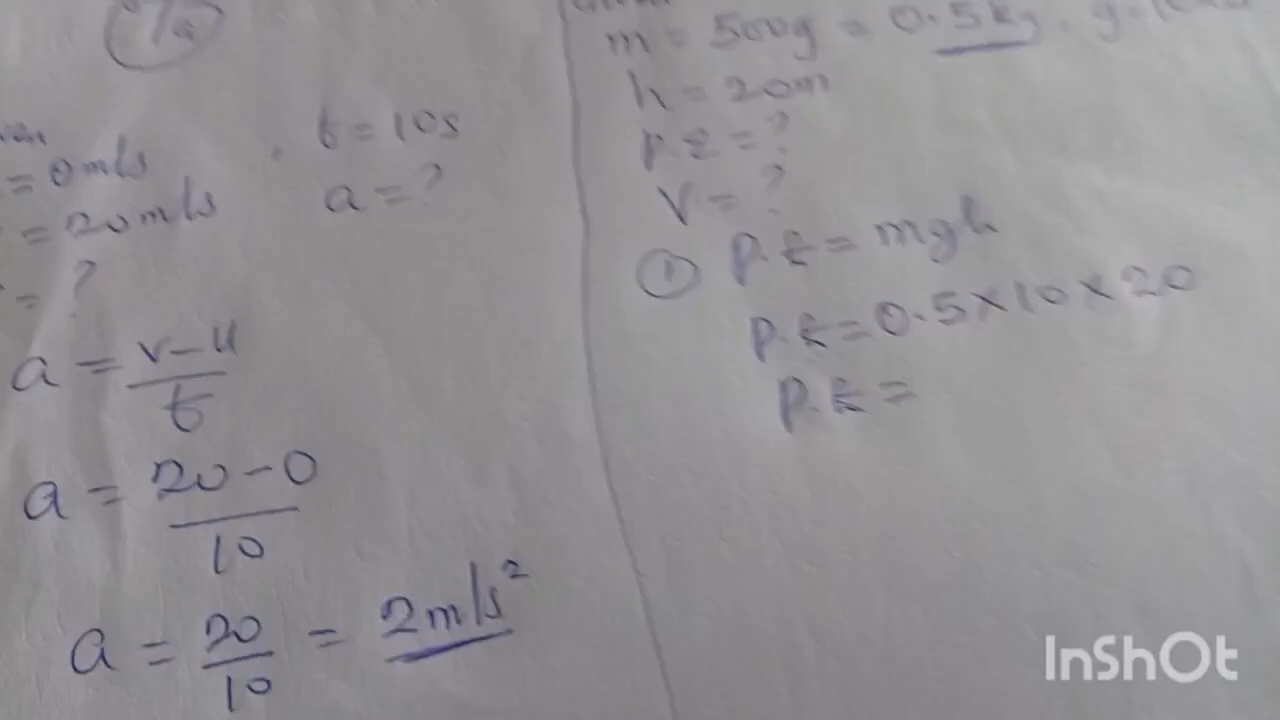 = 0m/s
t = 10s
= 20m/s
a = ?
= ?
a = v-u
t
a = 20-0
10
a = 20 = 2m/s²
10
m = 500g = 0.5kg, g =
h = 20m
P.E = ?
V = ?
① P.E = mgh
P.E = 0.5×10×20
P.E =
InShOt